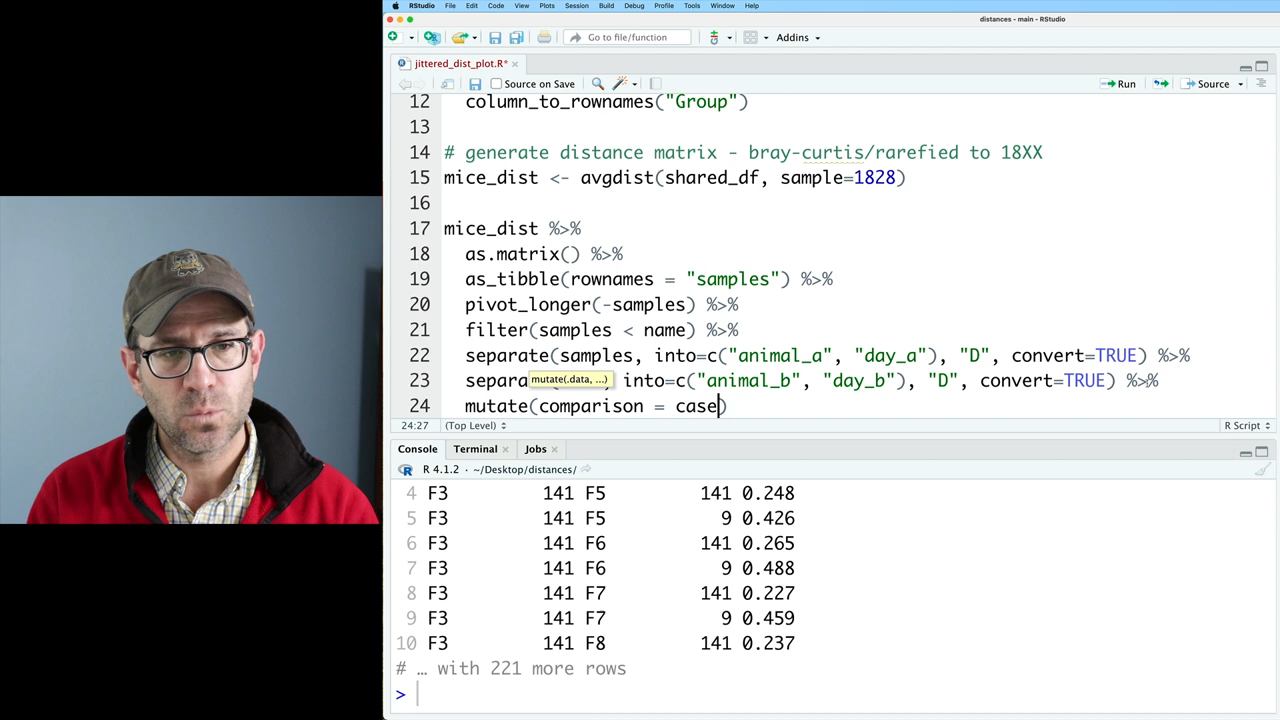 RStudio File Edit Code View Plots Session Build Debug Profile Tools Window Help
distances - main - RStudio
Go to file/function Addins
jittered_dist_plot.R*
Source on Save Run Source
12 column_to_rownames("Group")
13
14 # generate distance matrix - bray-curtis/rarefied to 18XX
15 mice_dist <- avgdist(shared_df, sample=1828)
16
17 mice_dist %>%
18 as.matrix() %>%
19 as_tibble(rownames = "samples") %>%
20 pivot_longer(-samples) %>%
21 filter(samples < name) %>%
22 separate(samples, into=c("animal_a", "day_a"), "D", convert=TRUE) %>%
mutate(.data, ...)
23 separa into=c("animal_b", "day_b"), "D", convert=TRUE) %>%
24 mutate(comparison = case)
24:27 (Top Level) R Script
Console Terminal Jobs
R 4.1.2 · ~/Desktop/distances/
4 F3 141 F5 141 0.248
5 F3 141 F5 9 0.426
6 F3 141 F6 141 0.265
7 F3 141 F6 9 0.488
8 F3 141 F7 141 0.227
9 F3 141 F7 9 0.459
10 F3 141 F8 141 0.237
# … with 221 more rows
>